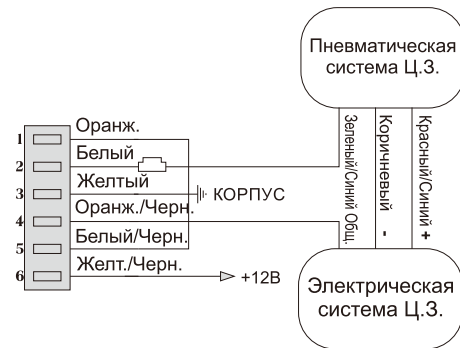 Пневматическая
система Ц.З.
1 Оранж.
2 Белый
3 Желтый
КОРПУС
4 Оранж./Черн.
5 Белый/Черн.
6 Желт./Черн.
+12В
Зеленый/Синий Общ.
Коричневый -
Красный/Синий +
Электрическая
система Ц.З.